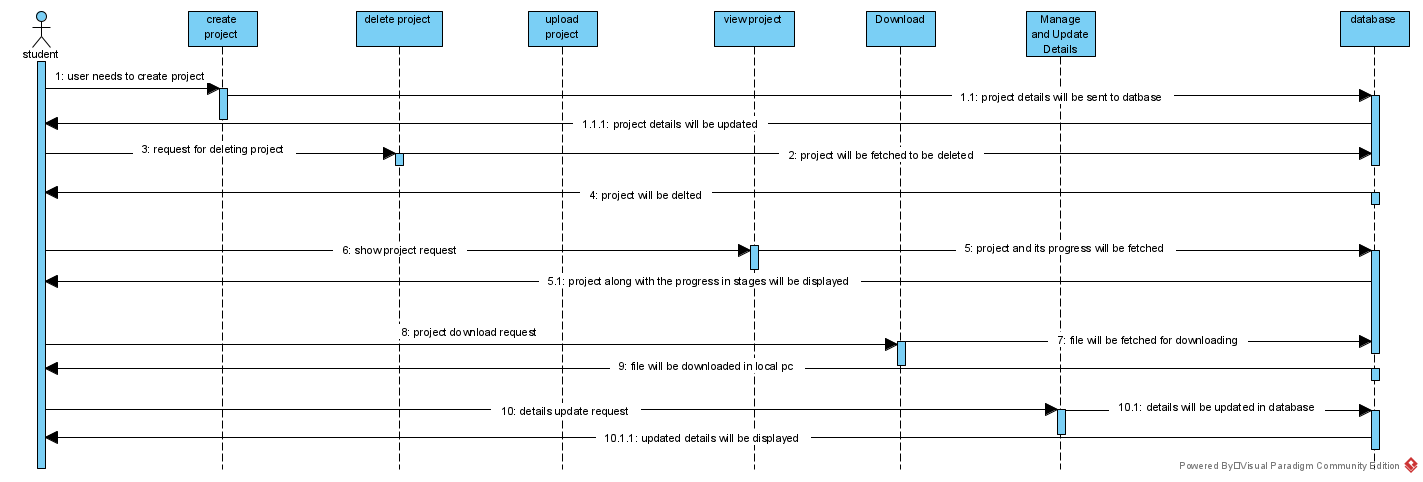 student
create
project
delete project
upload
project
view project
Download
Manage
and Update
Details
database
1: user needs to create project
1.1: project details will be sent to datbase
1.1.1: project details will be updated
3: request for deleting project
2: project will be fetched to be deleted
4: project will be delted
6: show project request
5: project and its progress will be fetched
5.1: project along with the progress in stages will be displayed
8: project download request
7: file will be fetched for downloading
9: file will be downloaded in local pc
10: details update request
10.1: details will be updated in database
10.1.1: updated details will be displayed
Powered By□Visual Paradigm Community Edition